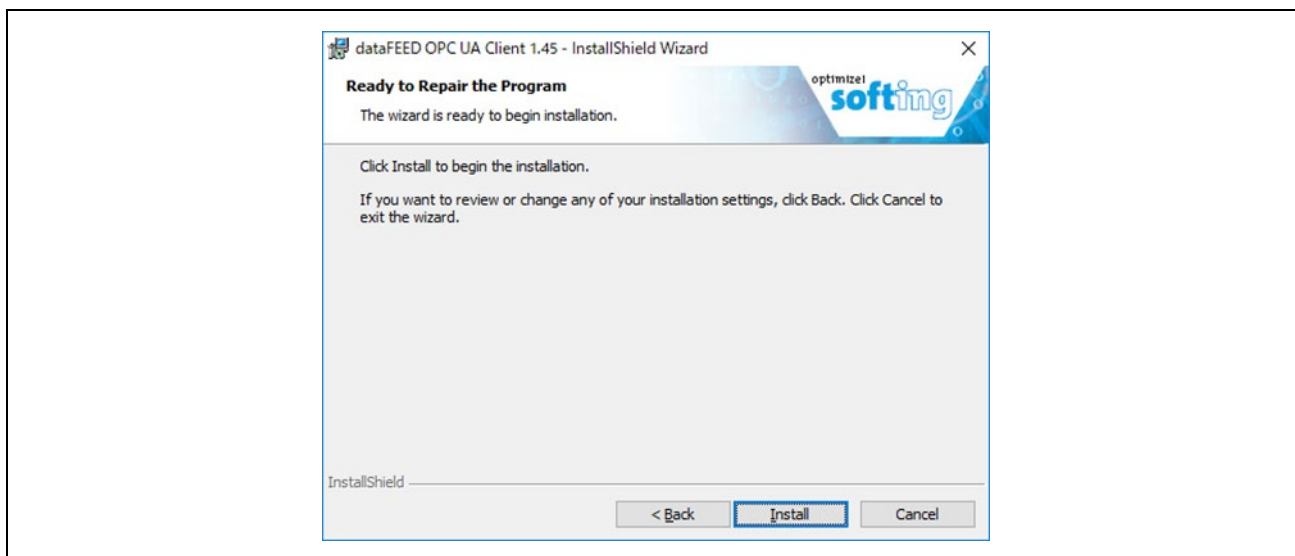 dataFEED OPC UA Client 1.45 - InstallShield Wizard
Ready to Repair the Program
The wizard is ready to begin installation.
optimize!
softing
Click Install to begin the installation.
If you want to review or change any of your installation settings, click Back. Click Cancel to
exit the wizard.
InstallShield
< Back
Install
Cancel